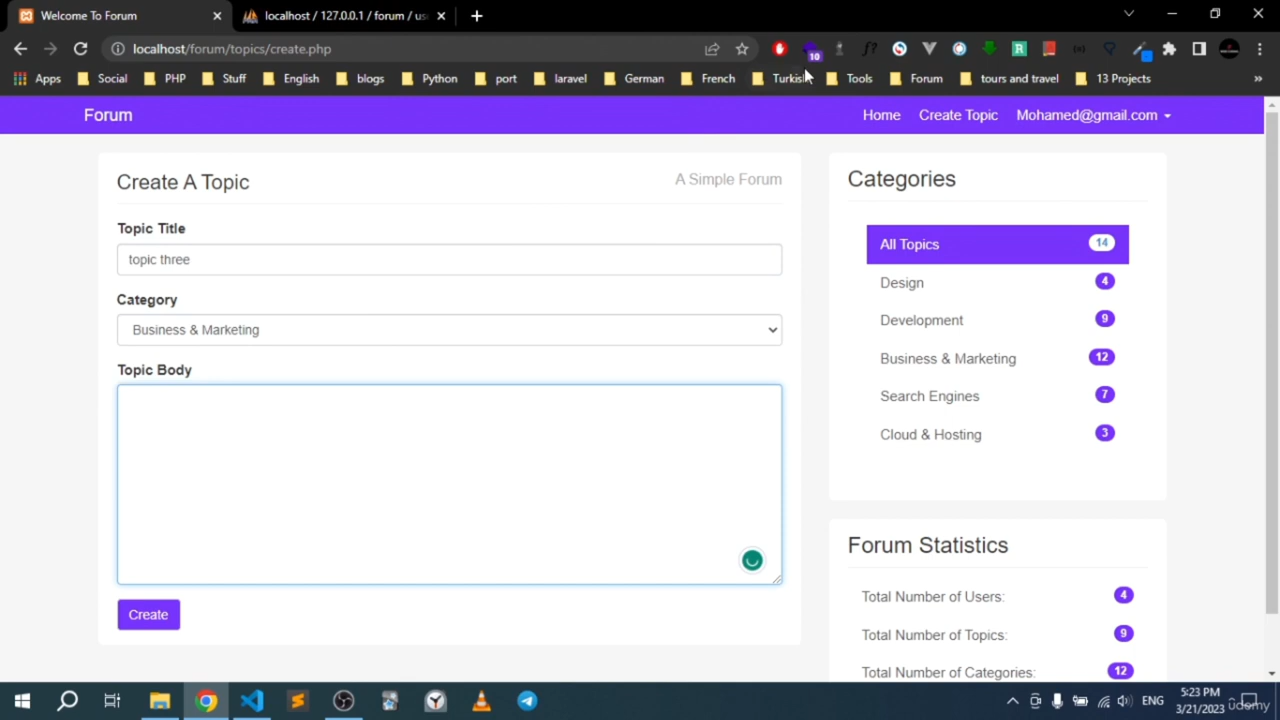 Welcome To Forum
localhost / 127.0.0.1 / forum / us
localhost/forum/topics/create.php
10
Apps
Social
PHP
Stuff
English
blogs
Python
port
laravel
German
French
Turkish
Tools
Forum
tours and travel
13 Projects
Forum
Home
Create Topic
Mohamed@gmail.com
Create A Topic
A Simple Forum
Topic Title
topic three
Category
Business & Marketing
Topic Body
Create
Categories
All Topics 14
Design 4
Development 9
Business & Marketing 12
Search Engines 7
Cloud & Hosting 3
Forum Statistics
Total Number of Users: 4
Total Number of Topics: 9
Total Number of Categories: 12
ENG
5:23 PM
3/21/2023
udemy